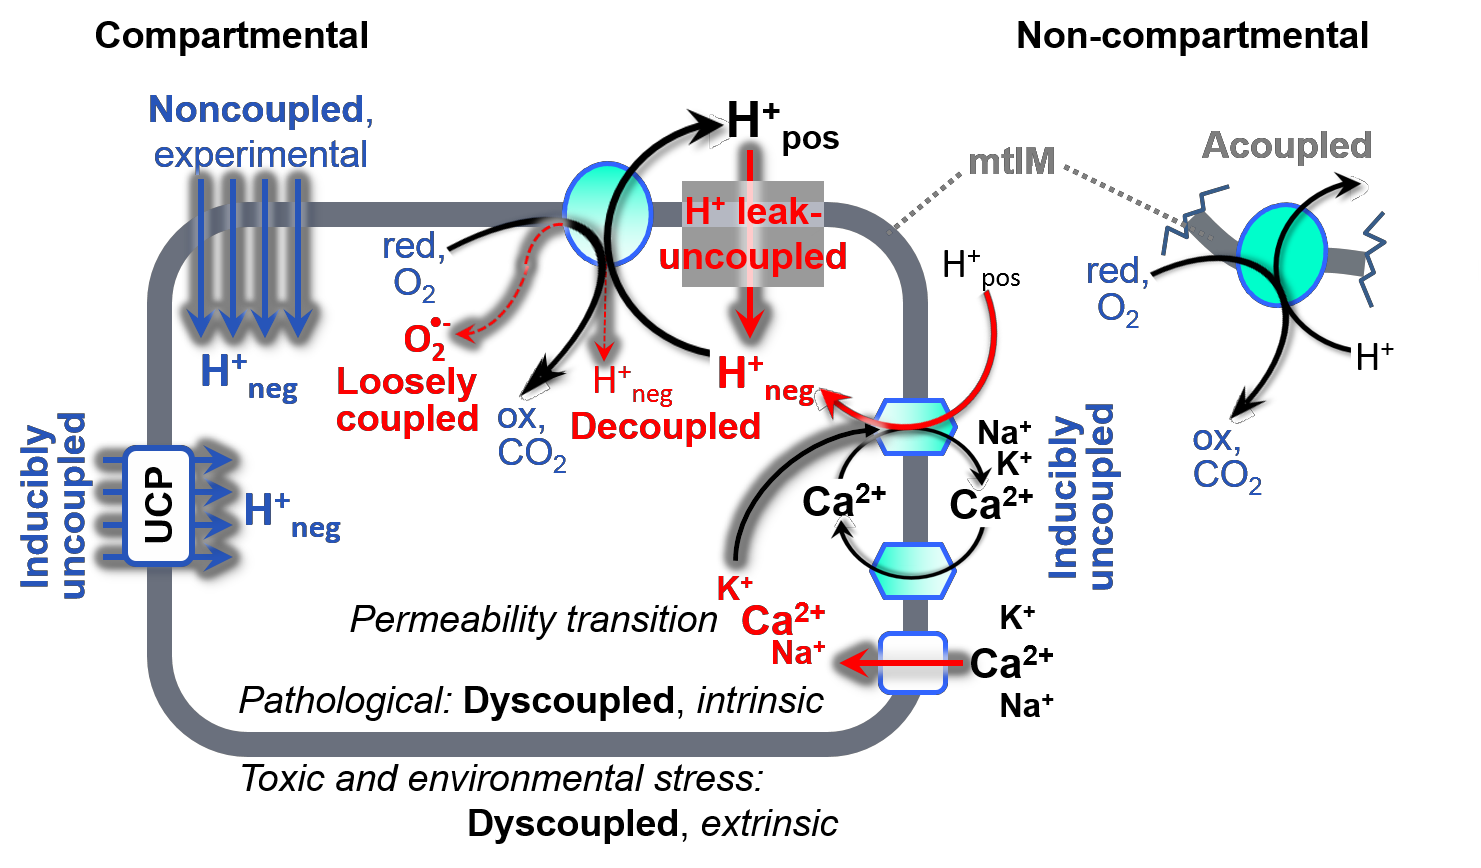 Compartmental
Non-compartmental
Noncoupled,
experimental
H⁺pos
mtIM
Acoupled
H⁺ leak-
uncoupled
red,
O₂
H⁺pos
red,
O₂
O₂•-
Loosely
coupled
H⁺neg
H⁺neg
Decoupled
H⁺neg
ox,
CO₂
H⁺
ox,
CO₂
Inducibly
uncoupled
UCP
H⁺neg
Na⁺
K⁺
Ca²⁺
Ca²⁺
Inducibly
uncoupled
K⁺
Permeability transition
Ca²⁺
Na⁺
K⁺
Ca²⁺
Na⁺
Pathological: Dyscoupled, intrinsic
Toxic and environmental stress:
Dyscoupled, extrinsic